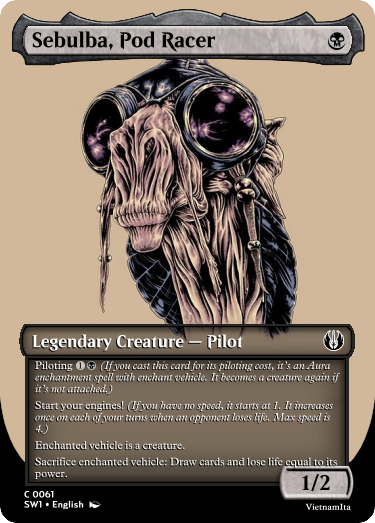 Sebulba, Pod Racer
Legendary Creature — Pilot
Piloting 1 (If you cast this card for its piloting cost, it's an Aura
enchantment spell with enchant vehicle. It becomes a creature again if
it's not attached.)
Start your engines! (If you have no speed, it starts at 1. It increases
once on each of your turns when an opponent loses life. Max speed is
4.)
Enchanted vehicle is a creature.
Sacrifice enchanted vehicle: Draw cards and lose life equal to its
power.
1/2
C 0061
SW1 • English
VietnamIta